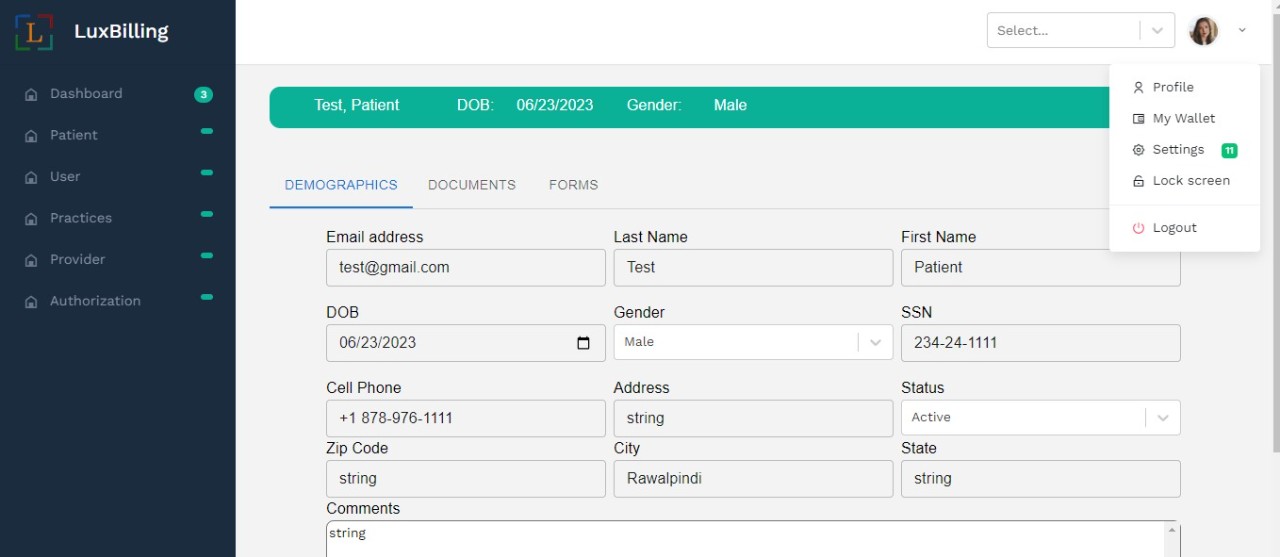 L
LuxBilling
Select...
Dashboard 3
Patient
User
Practices
Provider
Authorization
Profile
My Wallet
Settings 11
Lock screen
Logout
Test, Patient DOB: 06/23/2023 Gender: Male
DEMOGRAPHICS DOCUMENTS FORMS
Email address Last Name First Name
test@gmail.com Test Patient
DOB Gender SSN
06/23/2023 Male 234-24-1111
Cell Phone Address Status
+1 878-976-1111 string Active
Zip Code City State
string Rawalpindi string
Comments
string